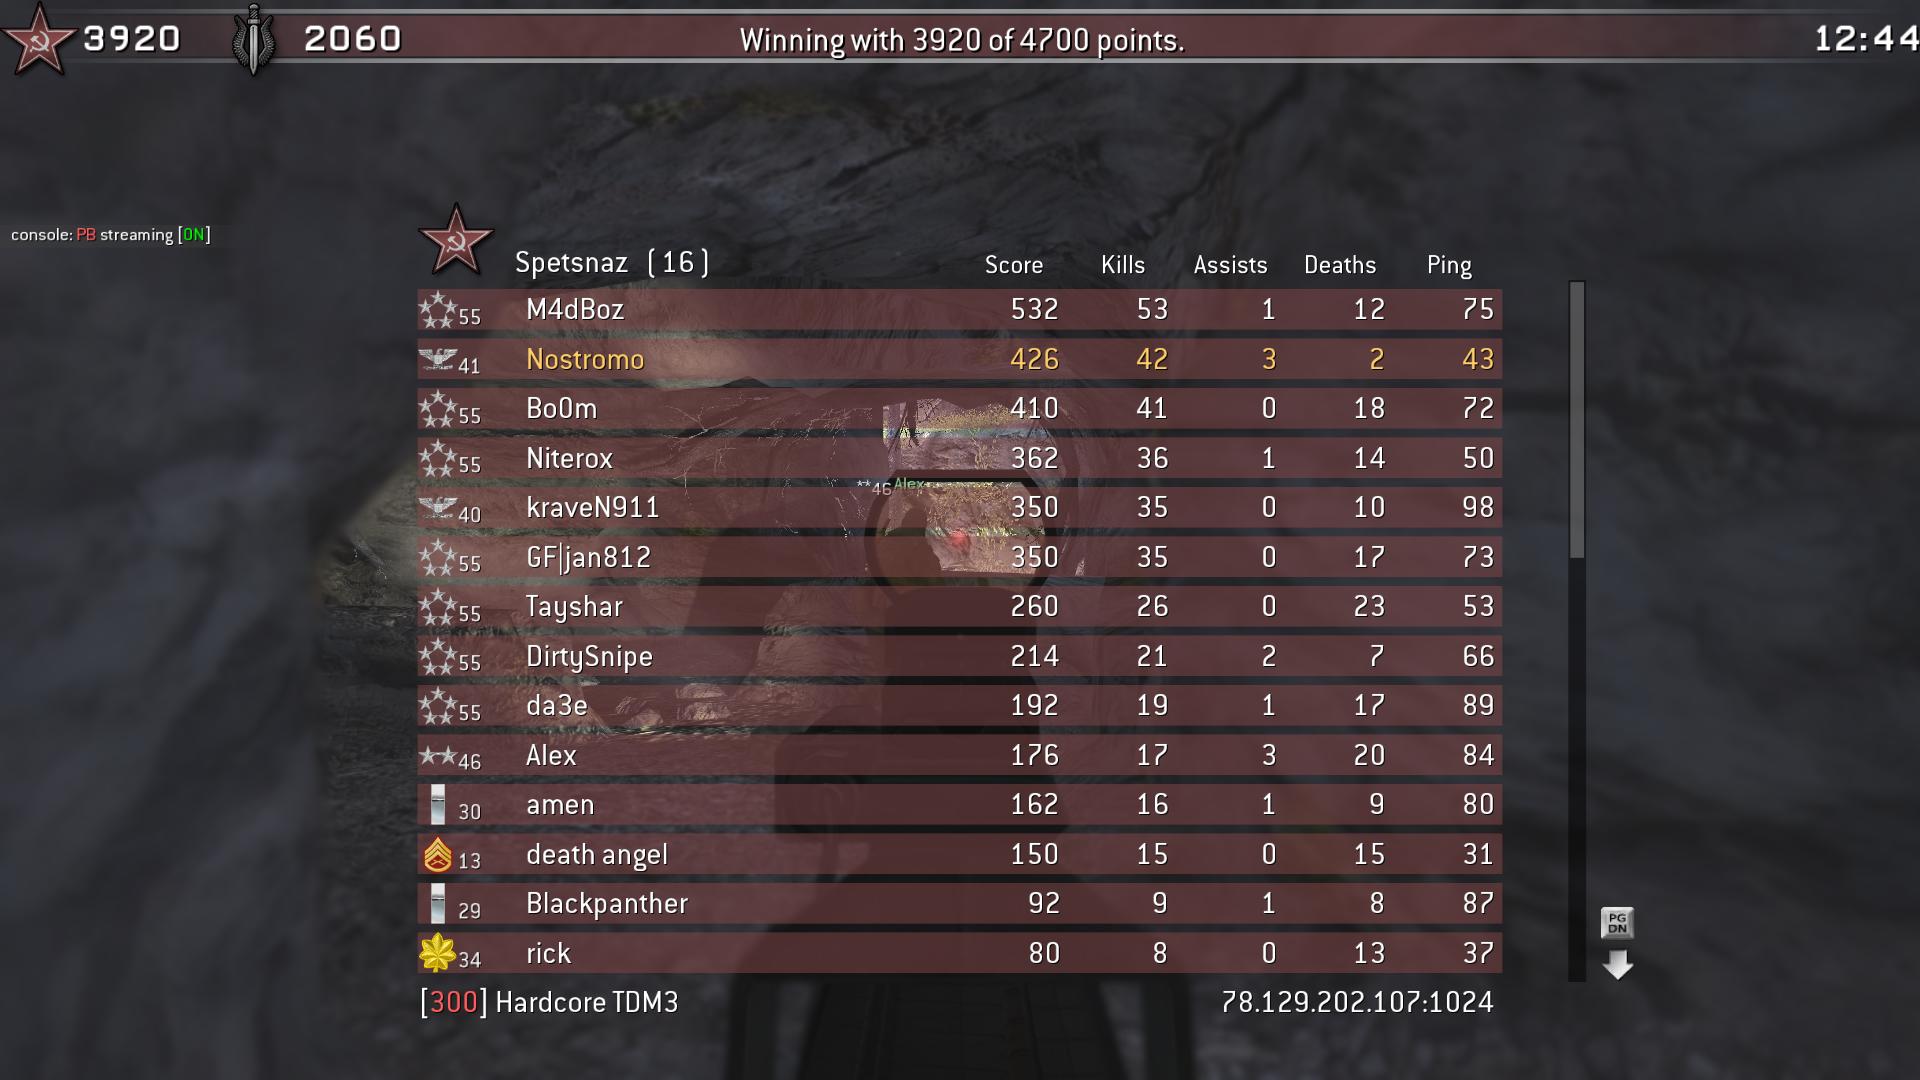 3920 2060 Winning with 3920 of 4700 points. 12:44
console: PB streaming [ON]
Spetsnaz (16) Score Kills Assists Deaths Ping
55 M4dBoz 532 53 1 12 75
41 Nostromo 426 42 3 2 43
55 Bo0m 410 41 0 18 72
55 Niterox 362 36 1 14 50
**46 Alex
40 kraveN911 350 35 0 10 98
55 GF|jan812 350 35 0 17 73
55 Tayshar 260 26 0 23 53
55 DirtySnipe 214 21 2 7 66
55 da3e 192 19 1 17 89
46 Alex 176 17 3 20 84
30 amen 162 16 1 9 80
13 death angel 150 15 0 15 31
29 Blackpanther 92 9 1 8 87
PG DN
34 rick 80 8 0 13 37
[300] Hardcore TDM3 78.129.202.107:1024